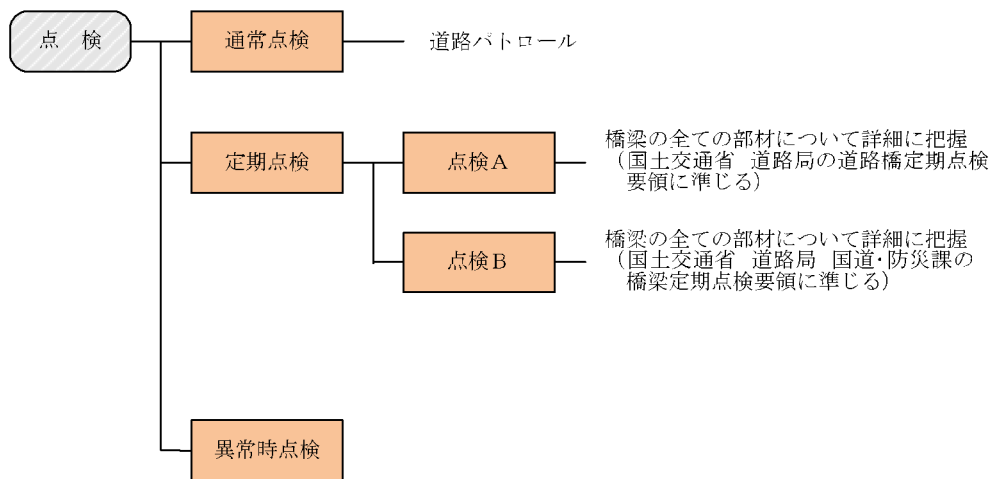 点　検
通常点検
道路パトロール
定期点検
点検A
橋梁の全ての部材について詳細に把握
（国土交通省　道路局の道路橋定期点検
要領に準じる）
点検B
橋梁の全ての部材について詳細に把握
（国土交通省　道路局　国道・防災課の
橋梁定期点検要領に準じる）
異常時点検